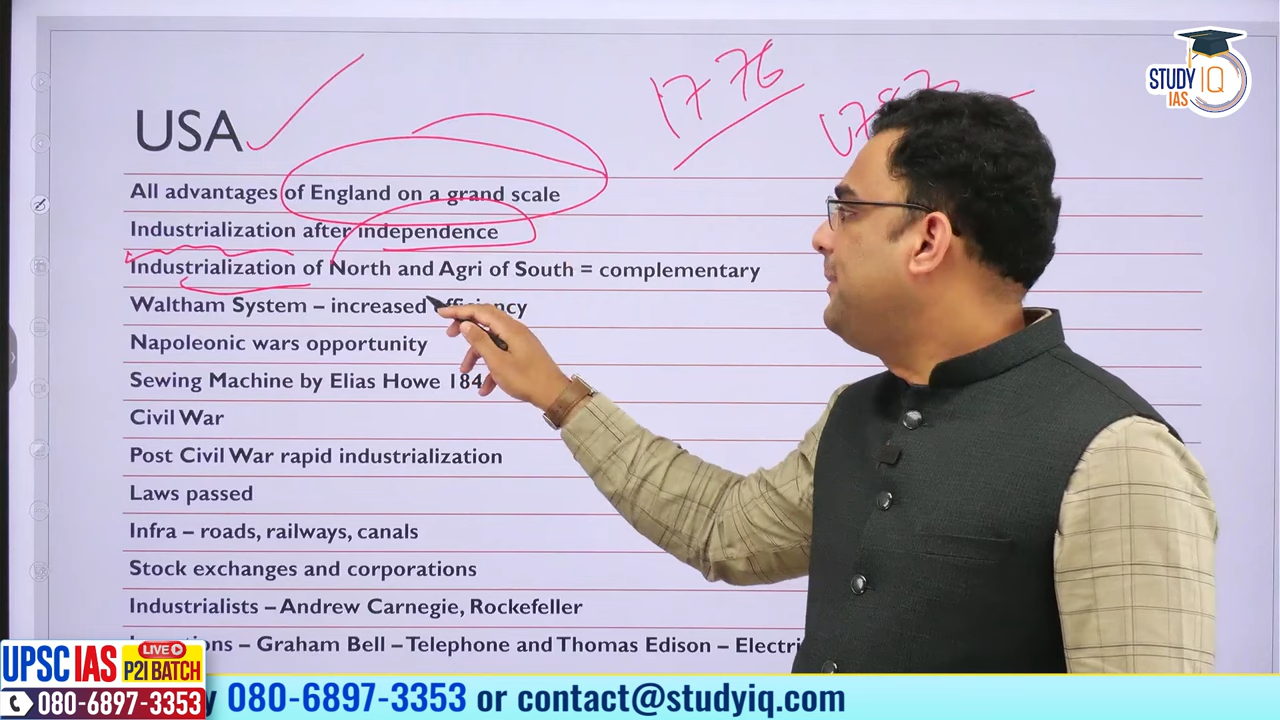 STUDY IQ
IAS
1776
USA
All advantages of England on a grand scale
Industrialization after independence
Industrialization of North and Agri of South = complementary
Waltham System – increased efficiency
Napoleonic wars opportunity
Sewing Machine by Elias Howe 184
Civil War
Post Civil War rapid industrialization
Laws passed
Infra – roads, railways, canals
Stock exchanges and corporations
Industrialists – Andrew Carnegie, Rockefeller
– Graham Bell – Telephone and Thomas Edison – Electri
UPSC IAS LIVE P2I BATCH
080-6897-3353
y 080-6897-3353 or contact@studyiq.com